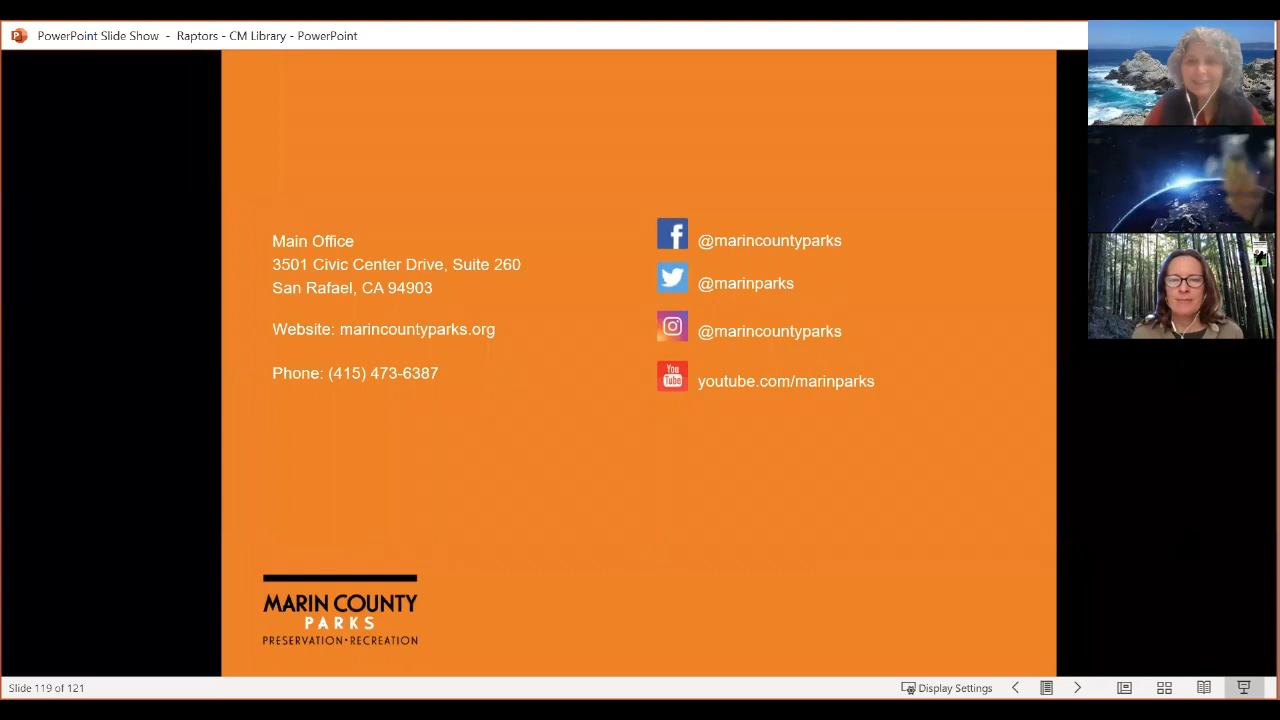 PowerPoint Slide Show - Raptors - CM Library - PowerPoint
Main Office
3501 Civic Center Drive, Suite 260
San Rafael, CA 94903
Website: marincountyparks.org
Phone: (415) 473-6387
@marincountyparks
@marinparks
@marincountyparks
You
Tube
youtube.com/marinparks
MARIN COUNTY
PARKS
PRESERVATION·RECREATION
Slide 119 of 121
Display Settings